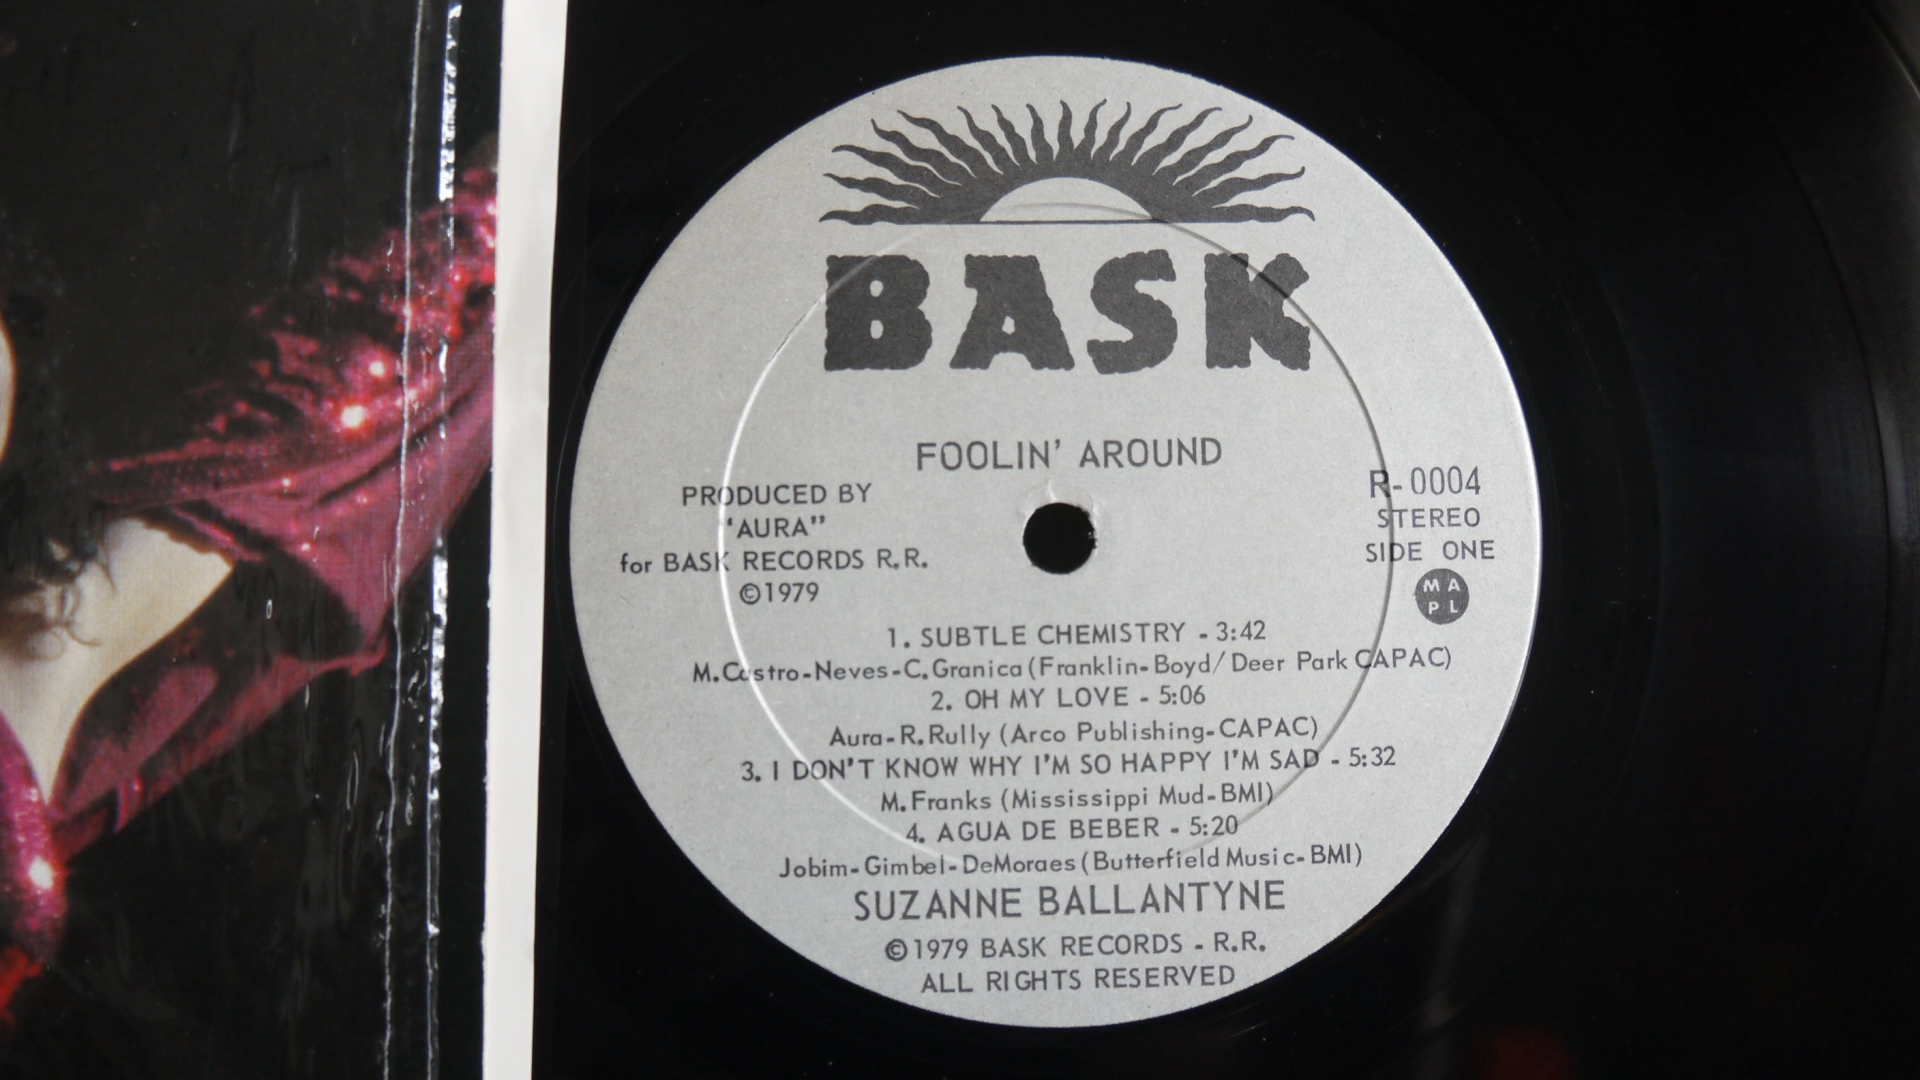 BASK
FOOLIN' AROUND
PRODUCED BY
'AURA"
for BASK RECORDS R.R.
©1979
R-0004
STEREO
SIDE ONE
M A
P L
1. SUBTLE CHEMISTRY - 3:42
M.Castro-Neves-C.Granica (Franklin-Boyd/Deer Park CAPAC)
2. OH MY LOVE - 5:06
Aura-R.Rully (Arco Publishing-CAPAC)
3. I DON'T KNOW WHY I'M SO HAPPY I'M SAD - 5:32
M.Franks (Mississippi Mud-BMI)
4. AGUA DE BEBER - 5:20
Jobim-Gimbel-DeMoraes (Butterfield Music-BMI)
SUZANNE BALLANTYNE
©1979 BASK RECORDS - R.R.
ALL RIGHTS RESERVED